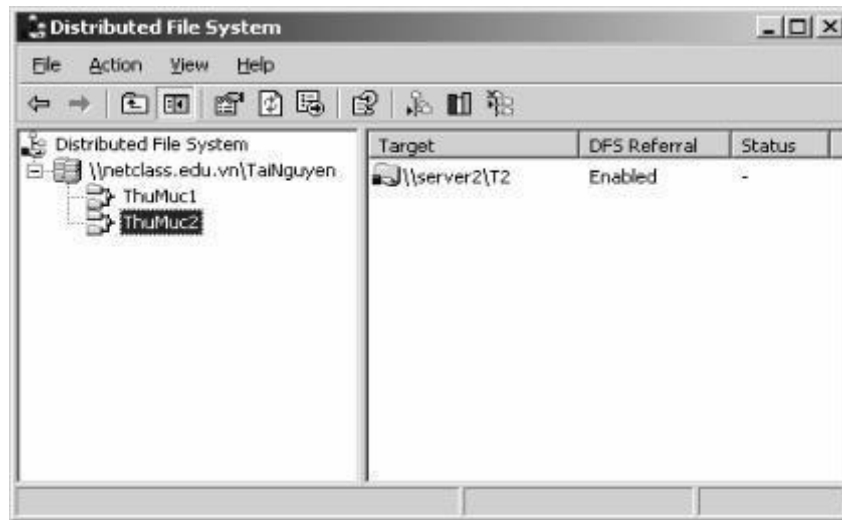 Distributed File System
File Action View Help
Distributed File System
\\netclass.edu.vn\TaiNguyen
ThuMuc1
ThuMuc2
Target DFS Referral Status
\\server2\T2 Enabled -